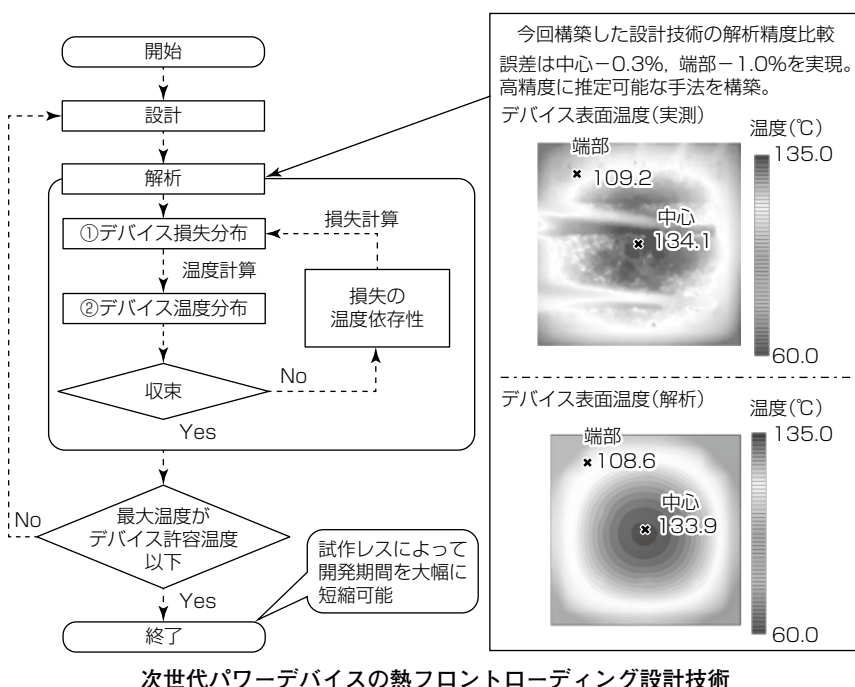 開始
設計
解析
①デバイス損失分布
損失計算
温度計算
②デバイス温度分布
損失の
温度依存性
収束
No
Yes
No
最大温度が
デバイス許容温度
以下
Yes
終了
試作レスによって
開発期間を大幅に
短縮可能
今回構築した設計技術の解析精度比較
誤差は中心−0.3%, 端部−1.0%を実現。
高精度に推定可能な手法を構築。
デバイス表面温度(実測)
温度(℃)
135.0
端部
109.2
中心
134.1
60.0
デバイス表面温度(解析)
温度(℃)
135.0
端部
108.6
中心
133.9
60.0
次世代パワーデバイスの熱フロントローディング設計技術